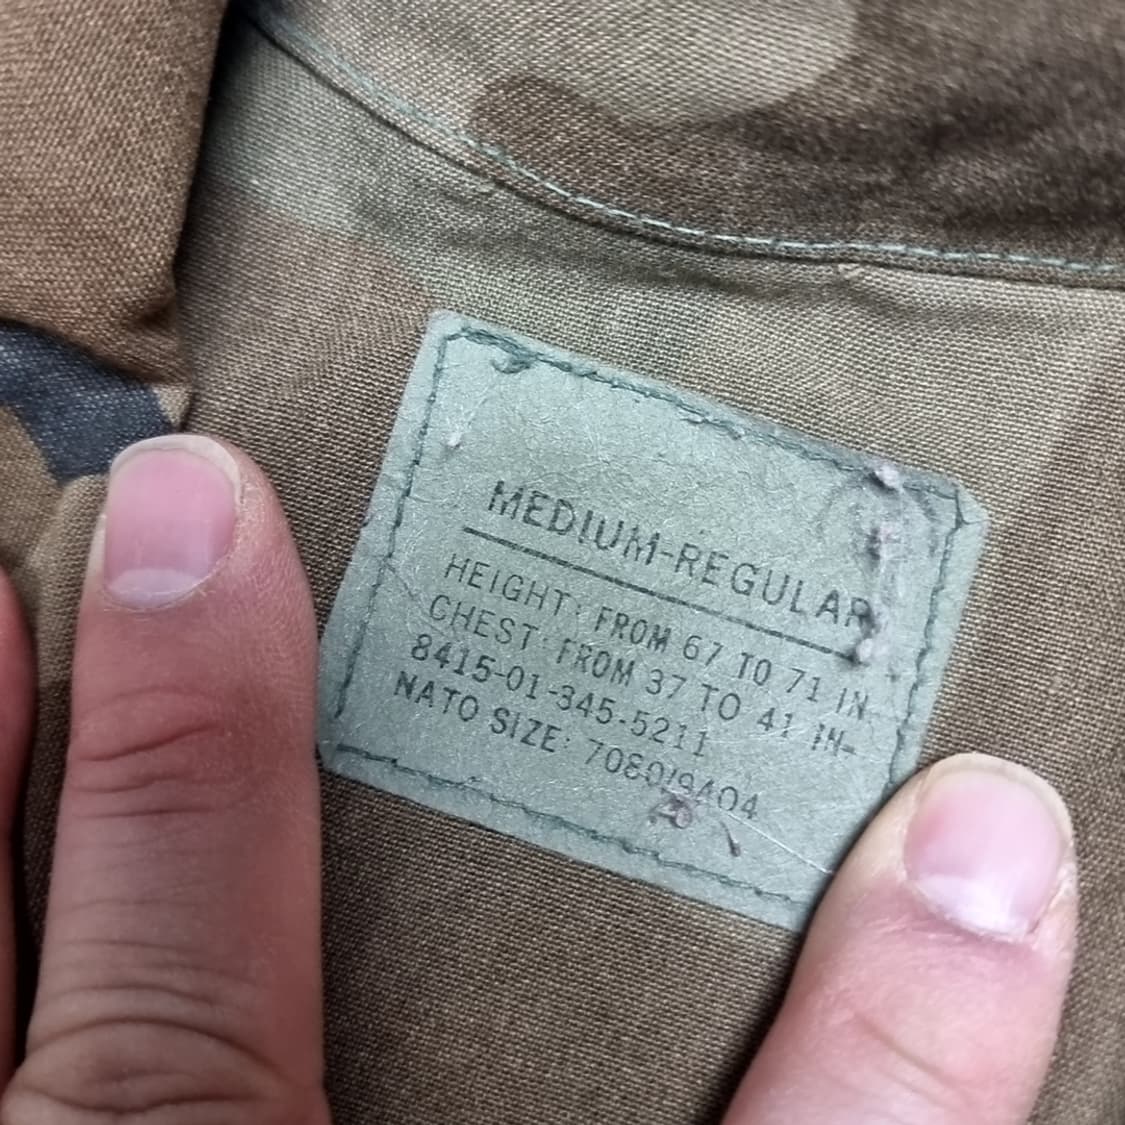 MEDIUM-REGULAR
HEIGHT: FROM 67 TO 71 IN.
CHEST: FROM 37 TO 41 IN-
8415-01-345-5211
NATO SIZE: 7080/9404